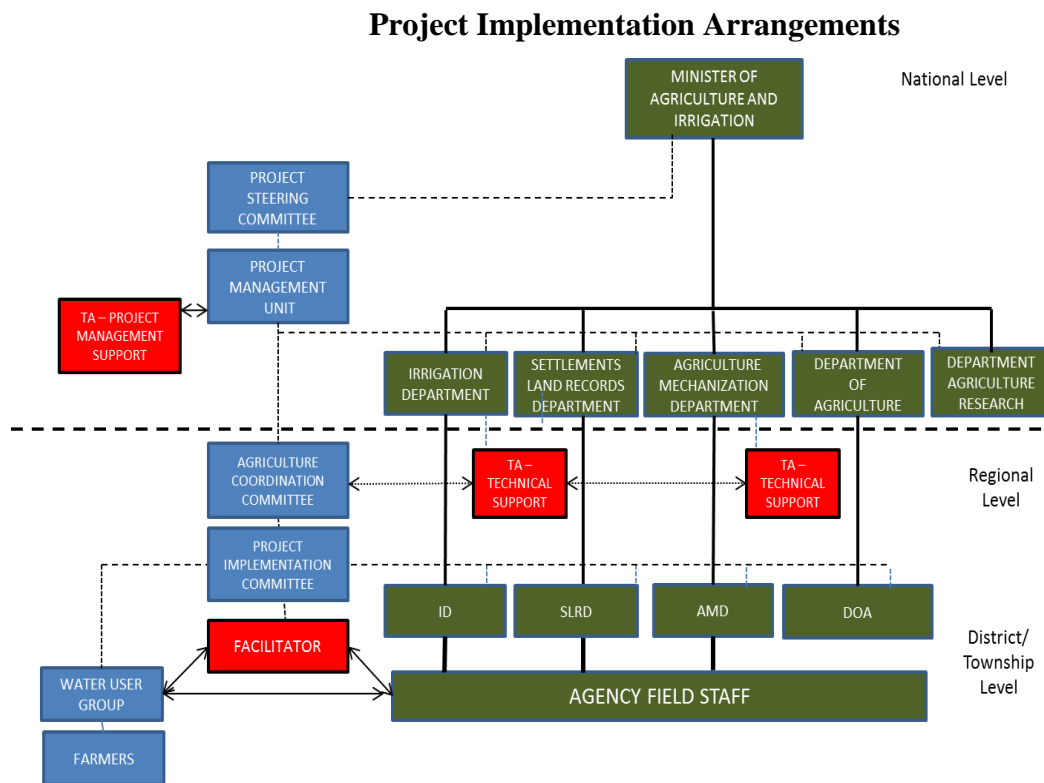 Project Implementation Arrangements
MINISTER OF
AGRICULTURE AND
IRRIGATION
National Level
PROJECT
STEERING
COMMITTEE
PROJECT
MANAGEMENT
UNIT
TA – PROJECT
MANAGEMENT
SUPPORT
IRRIGATION
DEPARTMENT
SETTLEMENTS
LAND RECORDS
DEPARTMENT
AGRICULTURE
MECHANIZATION
DEPARTMENT
DEPARTMENT
OF
AGRICULTURE
DEPARTMENT
AGRICULTURE
RESEARCH
AGRICULTURE
COORDINATION
COMMITTEE
TA –
TECHNICAL
SUPPORT
TA –
TECHNICAL
SUPPORT
Regional
Level
PROJECT
IMPLEMENTATION
COMMITTEE
ID
SLRD
AMD
DOA
FACILITATOR
District/
Township
Level
WATER USER
GROUP
AGENCY FIELD STAFF
FARMERS